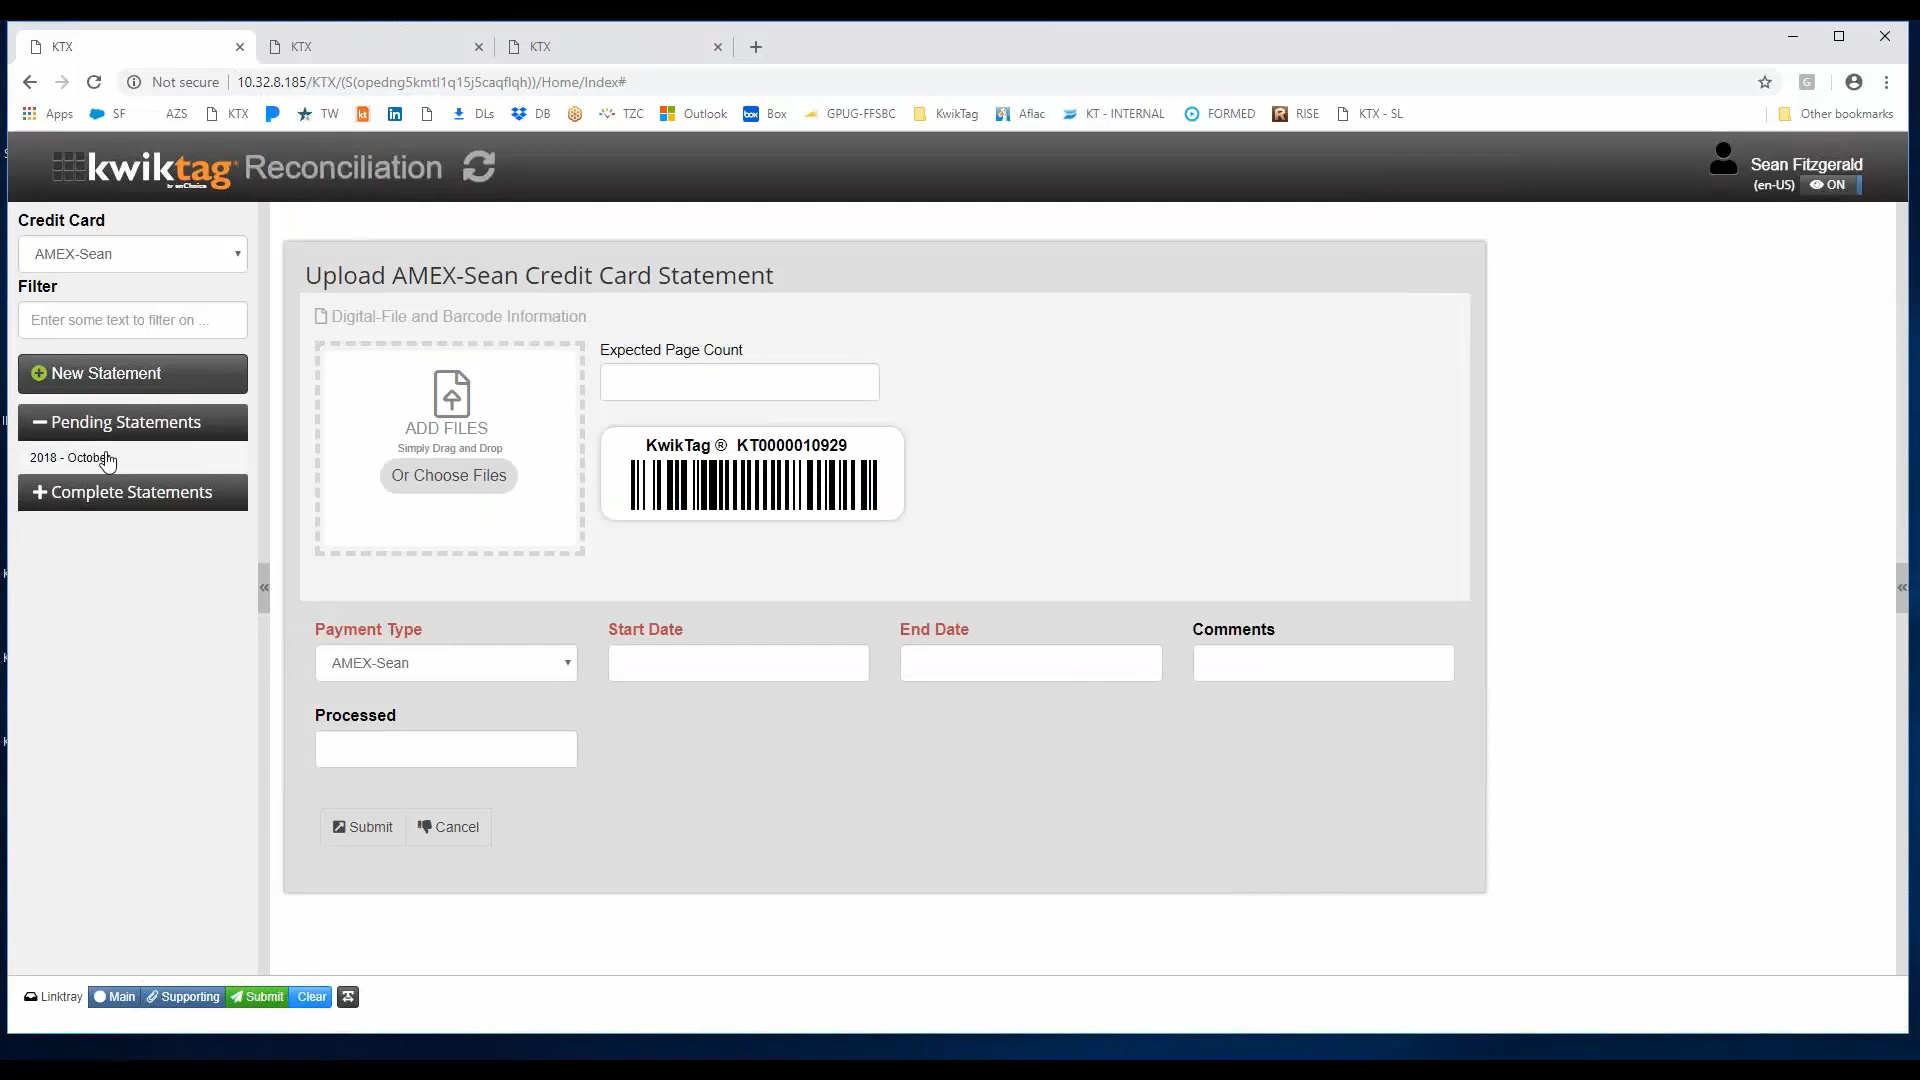 KTX
KTX
KTX
Not secure
10.32.8.185/KTX/(S(opedng5kmtl1q15j5caqflqh))/Home/Index#
Apps
SF
AZS
KTX
TW
kt
DLs
DB
TZC
Outlook
box
Box
GPUG-FFSBC
KwikTag
Aflac
KT - INTERNAL
FORMED
RISE
KTX - SL
Other bookmarks
kwiktag Reconciliation
by enChoice
Sean Fitzgerald
(en-US)
ON
Credit Card
AMEX-Sean
Filter
Enter some text to filter on ...
New Statement
Pending Statements
2018 - October
Complete Statements
Upload AMEX-Sean Credit Card Statement
Digital-File and Barcode Information
ADD FILES
Simply Drag and Drop
Or Choose Files
Expected Page Count
KwikTag ® KT0000010929
Payment Type
Start Date
End Date
Comments
AMEX-Sean
Processed
Submit
Cancel
Linktray
Main
Supporting
Submit
Clear